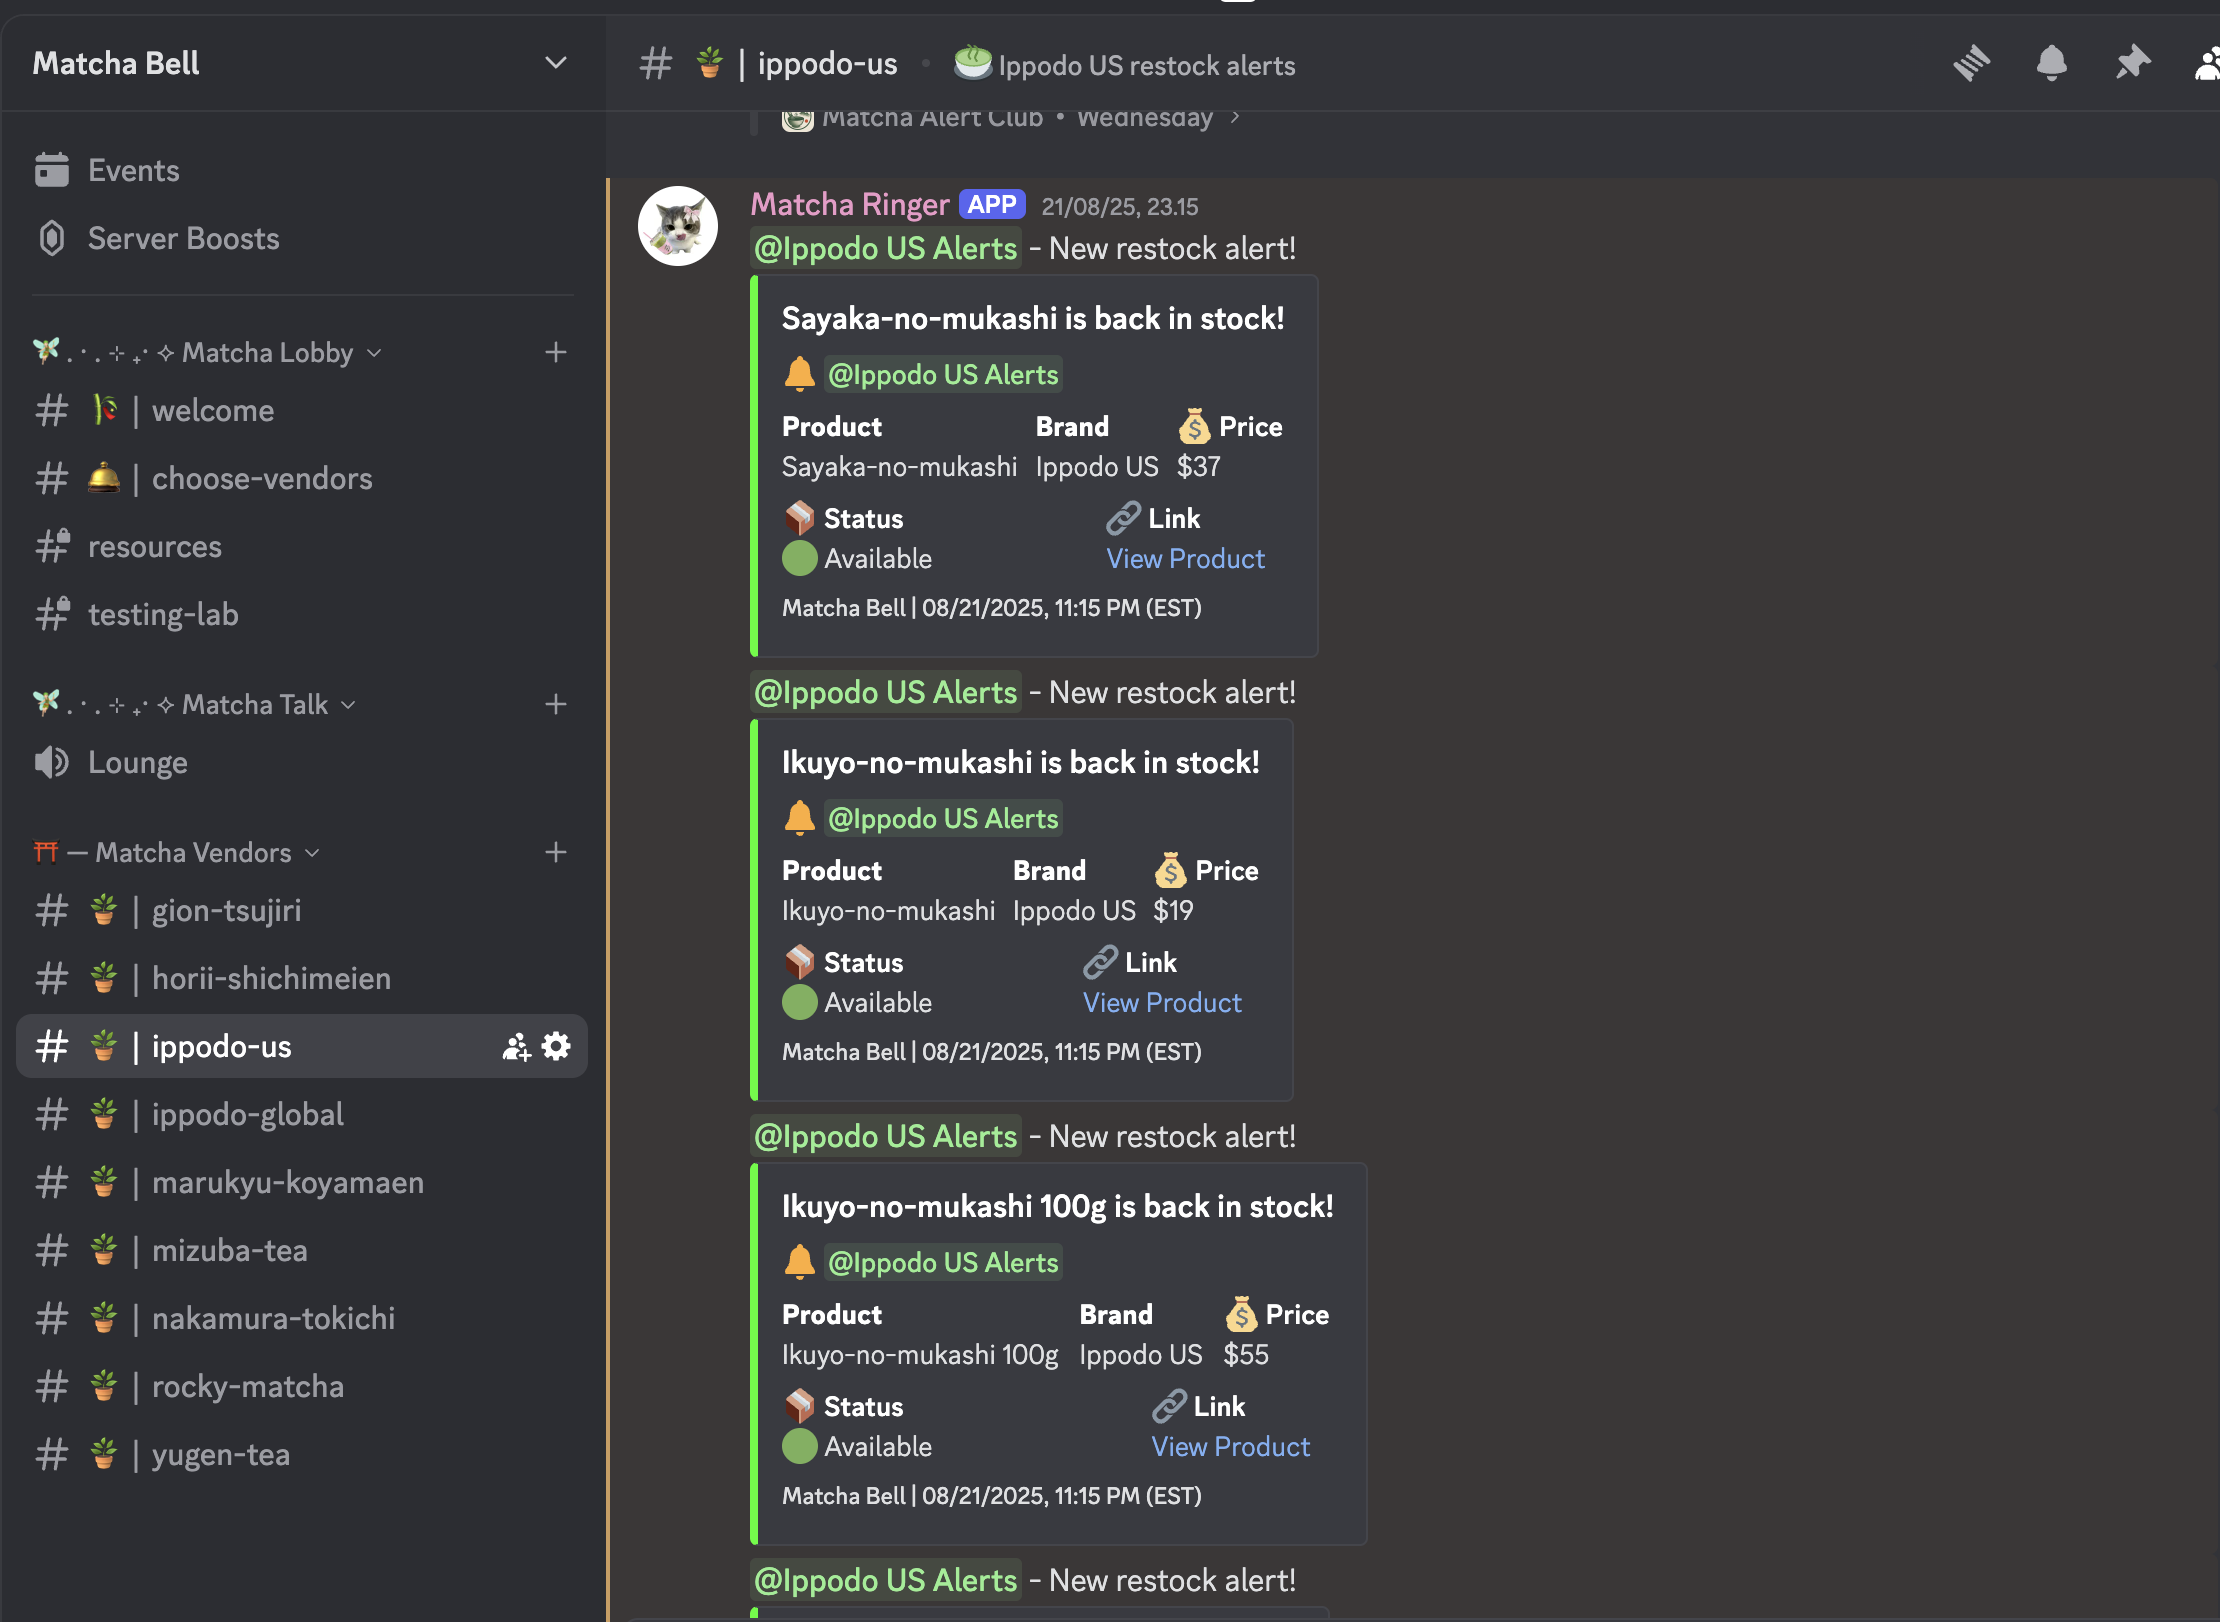 Matcha Bell
Events
Server Boosts
Matcha Lobby
# | welcome
# | choose-vendors
# resources
# testing-lab
Matcha Talk
Lounge
— Matcha Vendors
# | gion-tsujiri
# | horii-shichimeien
# | ippodo-us
# | ippodo-global
# | marukyu-koyamaen
# | mizuba-tea
# | nakamura-tokichi
# | rocky-matcha
# | yugen-tea
# | ippodo-us • Ippodo US restock alerts
Matcha Alert Club • Wednesday ›
Matcha Ringer APP 21/08/25, 23.15
@Ippodo US Alerts - New restock alert!
Sayaka-no-mukashi is back in stock!
@Ippodo US Alerts
Product Brand Price
Sayaka-no-mukashi Ippodo US $37
Status Link
Available View Product
Matcha Bell | 08/21/2025, 11:15 PM (EST)
@Ippodo US Alerts - New restock alert!
Ikuyo-no-mukashi is back in stock!
@Ippodo US Alerts
Product Brand Price
Ikuyo-no-mukashi Ippodo US $19
Status Link
Available View Product
Matcha Bell | 08/21/2025, 11:15 PM (EST)
@Ippodo US Alerts - New restock alert!
Ikuyo-no-mukashi 100g is back in stock!
@Ippodo US Alerts
Product Brand Price
Ikuyo-no-mukashi 100g Ippodo US $55
Status Link
Available View Product
Matcha Bell | 08/21/2025, 11:15 PM (EST)
@Ippodo US Alerts - New restock alert!